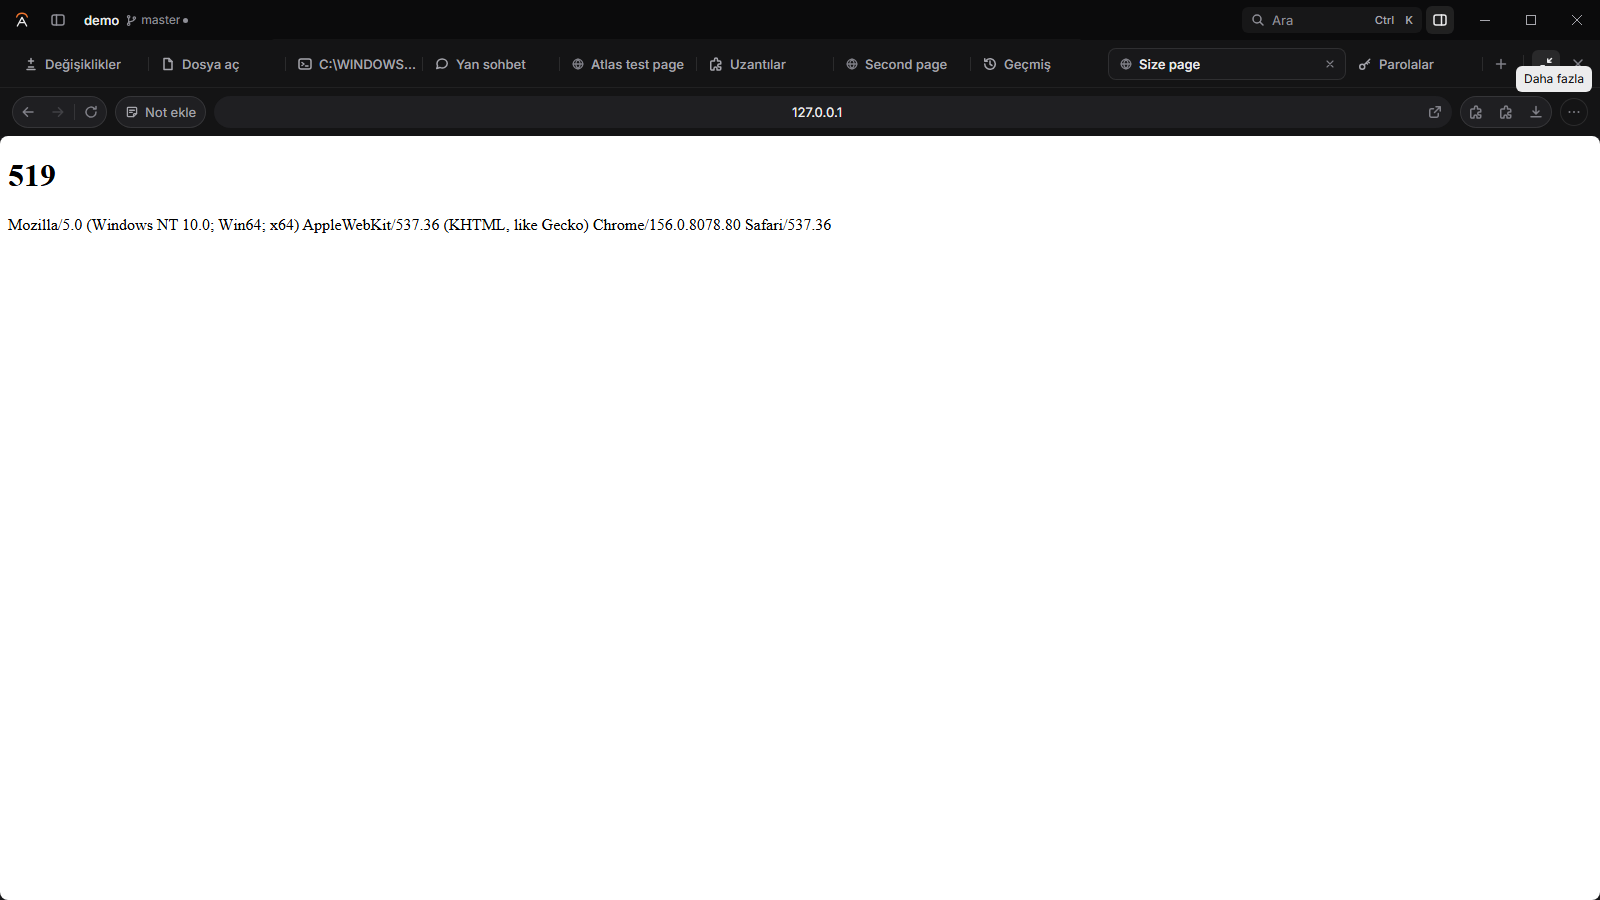 demo master
Ara Ctrl K
Değişiklikler
Dosya aç
C:\WINDOWS...
Yan sohbet
Atlas test page
Uzantılar
Second page
Geçmiş
Size page
Parolalar
Daha fazla
Not ekle
127.0.0.1
519
Mozilla/5.0 (Windows NT 10.0; Win64; x64) AppleWebKit/537.36 (KHTML, like Gecko) Chrome/156.0.8078.80 Safari/537.36